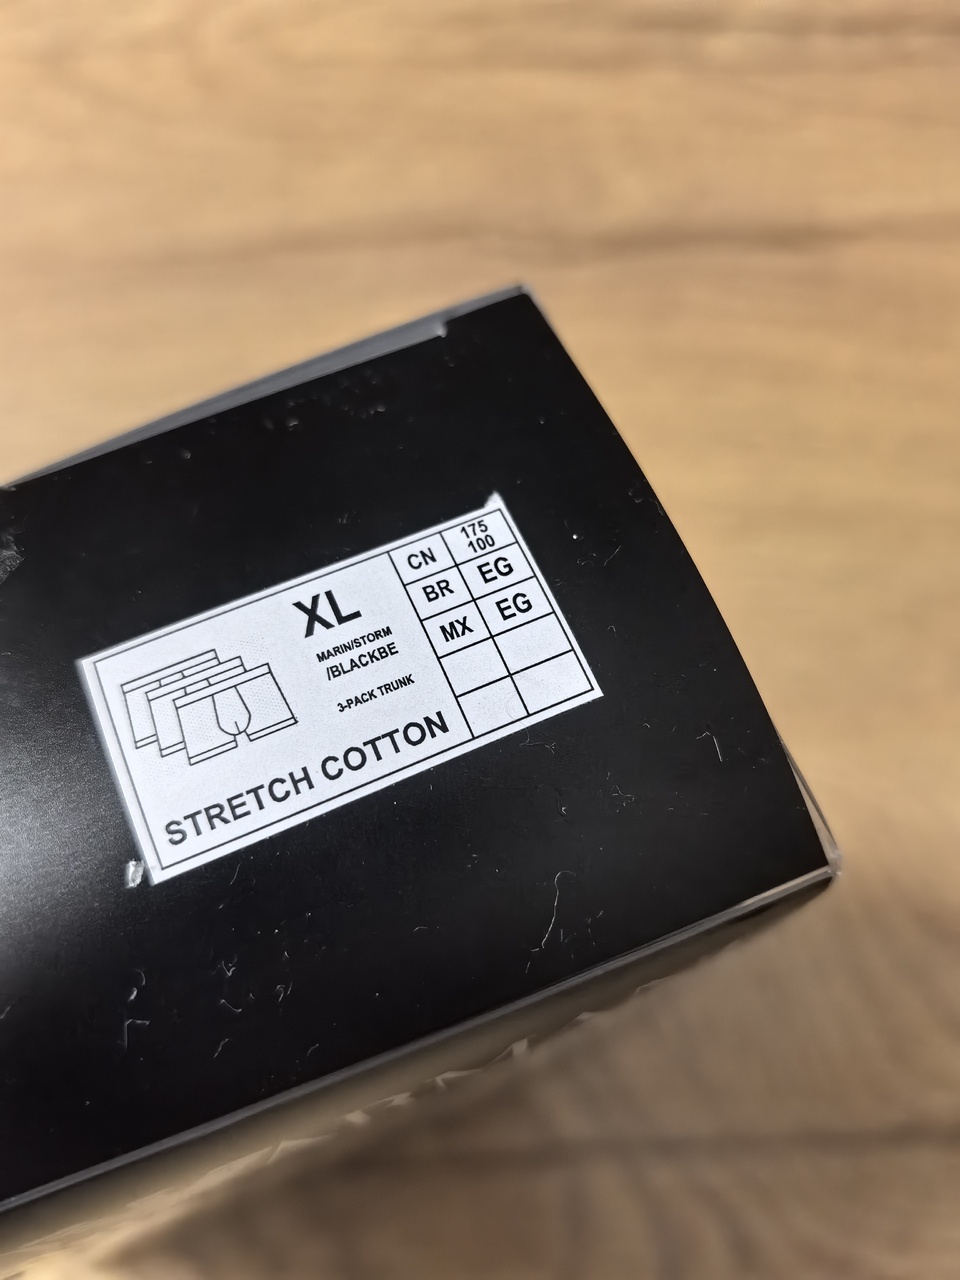 XL
MARIN/STORM
/BLACKBE
3-PACK TRUNK
STRETCH COTTON
CN 175
100
BR EG
MX EG